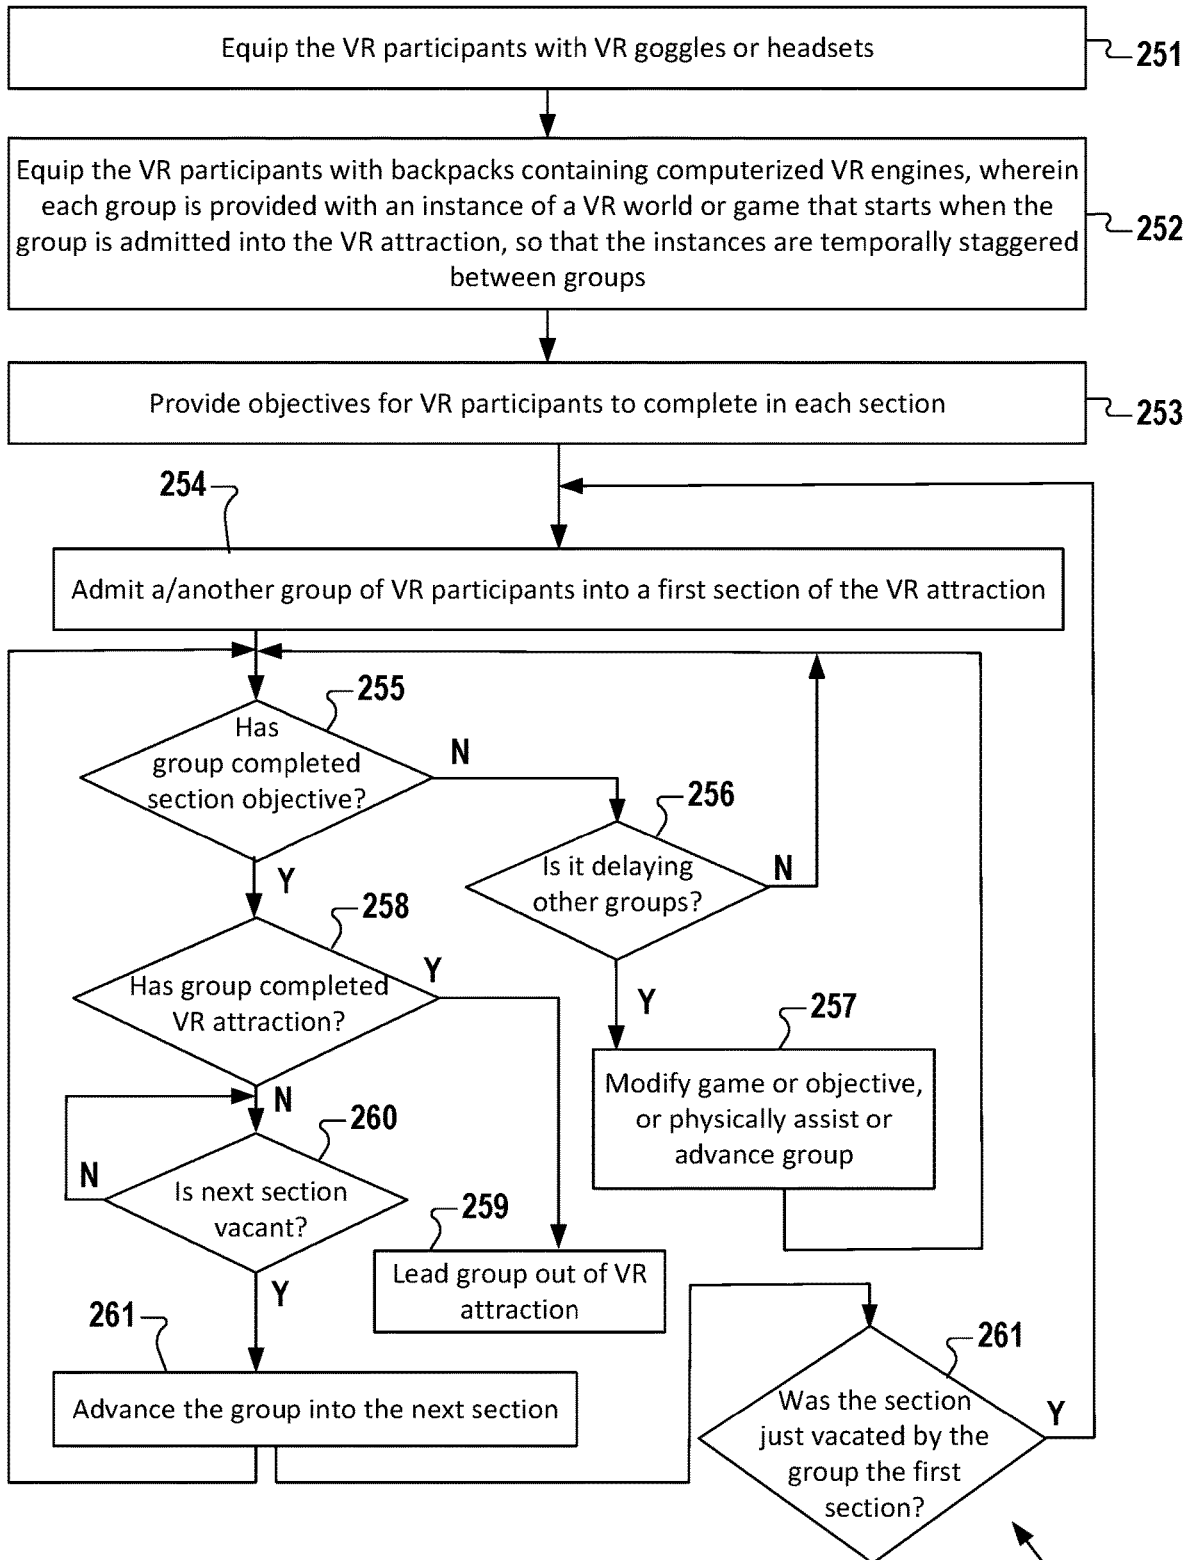 Equip the VR participants with VR goggles or headsets
251
Equip the VR participants with backpacks containing computerized VR engines, wherein
each group is provided with an instance of a VR world or game that starts when the
group is admitted into the VR attraction, so that the instances are temporally staggered
between groups
252
Provide objectives for VR participants to complete in each section
253
254
Admit a/another group of VR participants into a first section of the VR attraction
255
Has
group completed
section objective?
N
Y
256
Is it delaying
other groups?
N
Y
258
Has group completed
VR attraction?
Y
N
257
Modify game or objective,
or physically assist or
advance group
260
Is next section
vacant?
N
Y
259
Lead group out of VR
attraction
261
Advance the group into the next section
261
Was the section
just vacated by the
group the first
section?
Y